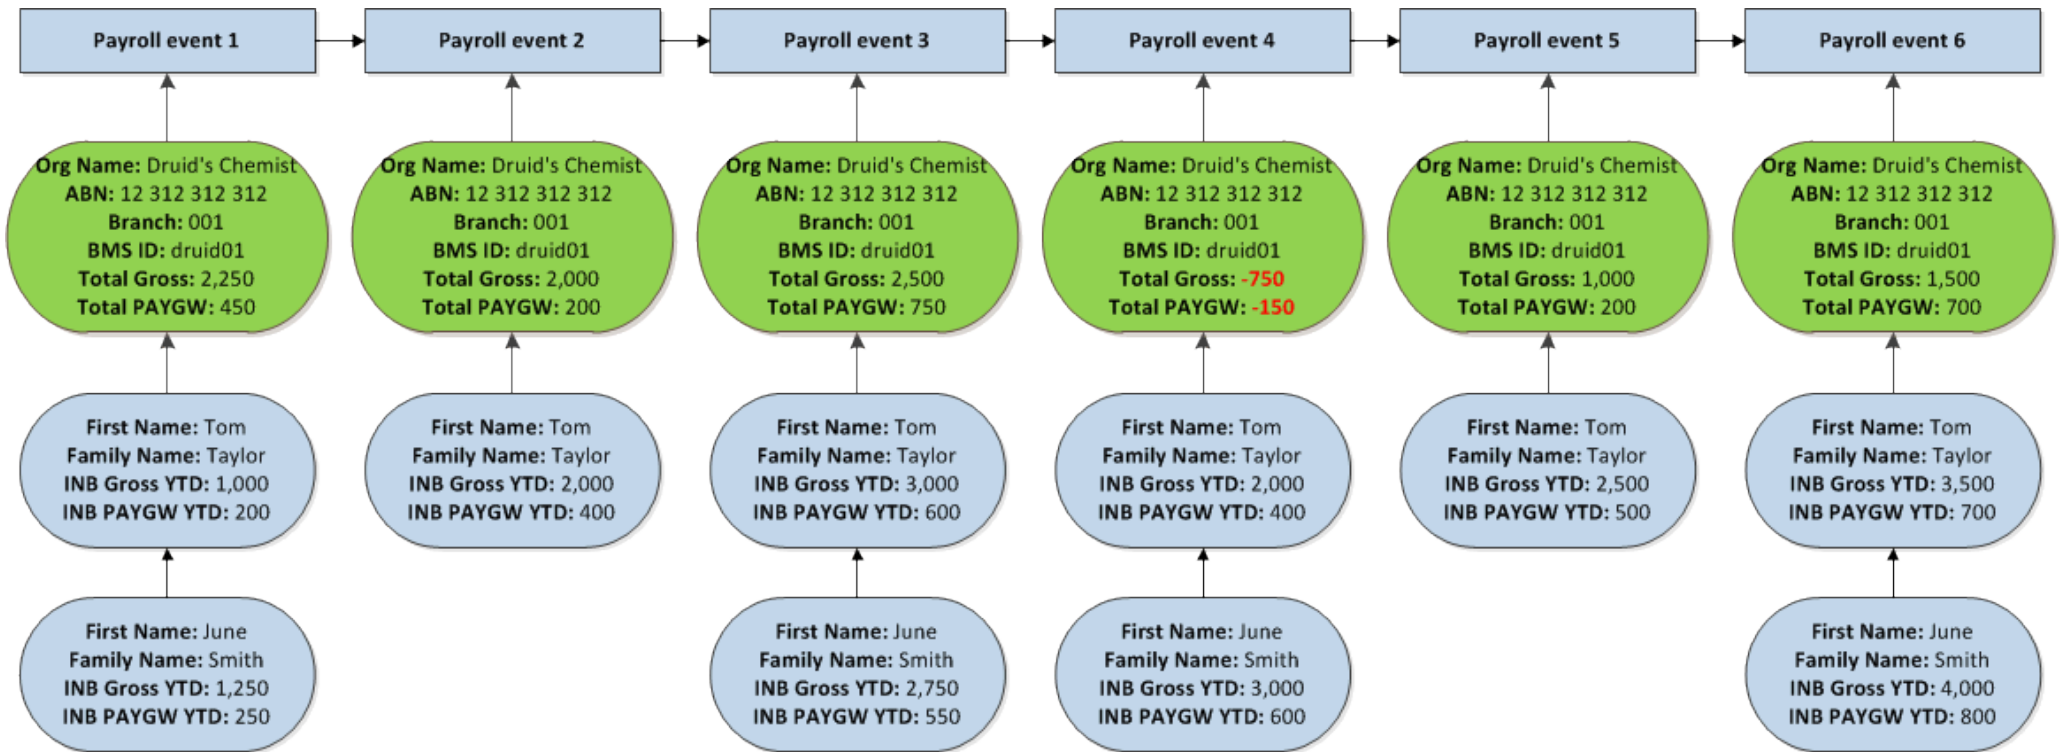 Payroll event 1
Payroll event 2
Payroll event 3
Payroll event 4
Payroll event 5
Payroll event 6
Org Name: Druid's Chemist
ABN: 12 312 312 312
Branch: 001
BMS ID: druid01
Total Gross: 2,250
Total PAYGW: 450
Org Name: Druid's Chemist
ABN: 12 312 312 312
Branch: 001
BMS ID: druid01
Total Gross: 2,000
Total PAYGW: 200
Org Name: Druid's Chemist
ABN: 12 312 312 312
Branch: 001
BMS ID: druid01
Total Gross: 2,500
Total PAYGW: 750
Org Name: Druid's Chemist
ABN: 12 312 312 312
Branch: 001
BMS ID: druid01
Total Gross: -750
Total PAYGW: -150
Org Name: Druid's Chemist
ABN: 12 312 312 312
Branch: 001
BMS ID: druid01
Total Gross: 1,000
Total PAYGW: 200
Org Name: Druid's Chemist
ABN: 12 312 312 312
Branch: 001
BMS ID: druid01
Total Gross: 1,500
Total PAYGW: 700
First Name: Tom
Family Name: Taylor
INB Gross YTD: 1,000
INB PAYGW YTD: 200
First Name: Tom
Family Name: Taylor
INB Gross YTD: 2,000
INB PAYGW YTD: 400
First Name: Tom
Family Name: Taylor
INB Gross YTD: 3,000
INB PAYGW YTD: 600
First Name: Tom
Family Name: Taylor
INB Gross YTD: 2,000
INB PAYGW YTD: 400
First Name: Tom
Family Name: Taylor
INB Gross YTD: 2,500
INB PAYGW YTD: 500
First Name: Tom
Family Name: Taylor
INB Gross YTD: 3,500
INB PAYGW YTD: 700
First Name: June
Family Name: Smith
INB Gross YTD: 1,250
INB PAYGW YTD: 250
First Name: June
Family Name: Smith
INB Gross YTD: 2,750
INB PAYGW YTD: 550
First Name: June
Family Name: Smith
INB Gross YTD: 3,000
INB PAYGW YTD: 600
First Name: June
Family Name: Smith
INB Gross YTD: 4,000
INB PAYGW YTD: 800